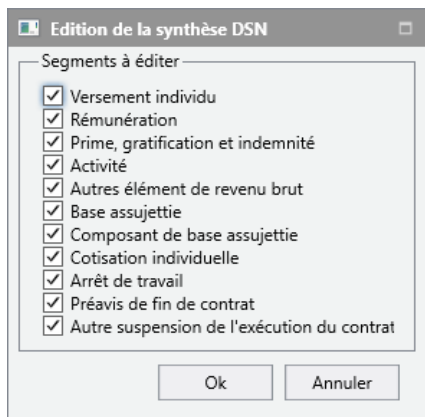 Edition de la synthèse DSN
Segments à éditer
Versement individu
Rémunération
Prime, gratification et indemnité
Activité
Autres élément de revenu brut
Base assujettie
Composant de base assujettie
Cotisation individuelle
Arrêt de travail
Préavis de fin de contrat
Autre suspension de l'exécution du contrat
Ok Annuler